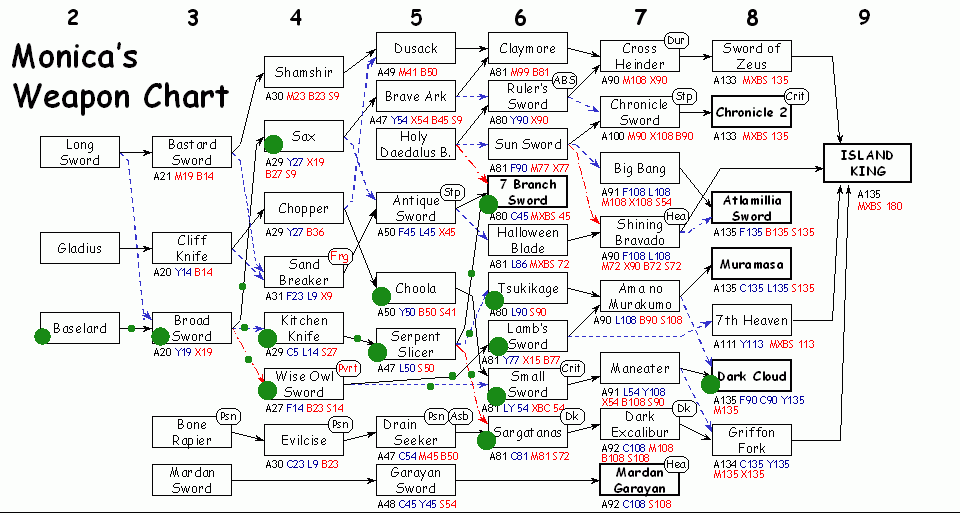 2 3 4 5 6 7 8 9
Monica's
Weapon Chart
Long
Sword
Gladius
Baselard
Bastard
Sword
A21 M19 B14
Cliff
Knife
A20 Y14 B14
Broad
Sword
A20 Y19 X19
Bone
Rapier
Psn
Mardan
Sword
Shamshir
A30 M23 B23 S9
Sax
A29 Y27 X19
B27 S9
Chopper
A29 Y27 B36
Sand
Breaker
Frg
A31 F23 L9 X9
Kitchen
Knife
A29 C5 L14 S27
Wise Owl
Sword
Pvrt
A27 F14 B23 S14
Evilcise
Psn
A30 C23 L9 B23
Dusack
A49 M41 B50
Brave Ark
A47 Y54 X54 B45 S9
Holy
Daedalus B.
Antique
Sword
Stp
A50 F45 L45 X45
Choola
A50 Y50 B50 S41
Serpent
Slicer
A47 L50 S50
Drain
Seeker
Psn
Asb
A47 C54 M45 B50
Garayan
Sword
A48 C45 Y45 S54
Claymore
A81 M99 B81
Ruler's
Sword
ABS
A80 Y90 X90
Sun Sword
A81 F90 M77 X77
7 Branch
Sword
A80 C45 MXBS 45
Halloween
Blade
A81 L86 MXBS 72
Tsukikage
A80 L90 S90
Lamb's
Sword
A81 Y77 X15 B77
Small
Sword
Crit
A81 LY 54 XBC 54
Sargatanas
Dk
A81 C81 M81 S72
Cross
Heinder
Dur
A90 M108 X90
Chronicle
Sword
Stp
A100 M90 X108 B90
Big Bang
A91 F108 L108
M108 X108 S54
Shining
Bravado
Hea
A90 F108 L108
M72 X90 B72 S72
Ama no
Murakumo
A90 L108 B90 S108
Maneater
A91 L54 Y108
X54 B108 S90
Dark
Excalibur
Dk
A92 C108 M108
B108 S108
Mardan
Garayan
Hea
A92 C108 S108
Sword of
Zeus
A133 MXBS 135
Chronicle 2
Crit
A133 MXBS 135
Atlamillia
Sword
A135 F135 B135 S135
Muramasa
A135 C135 L135 S135
7th Heaven
A111 Y113 MXBS 113
Dark Cloud
A135 F90 C90 Y135
M135
Griffon
Fork
A134 C135 Y135
M135 X135
ISLAND
KING
A135
MXBS 180